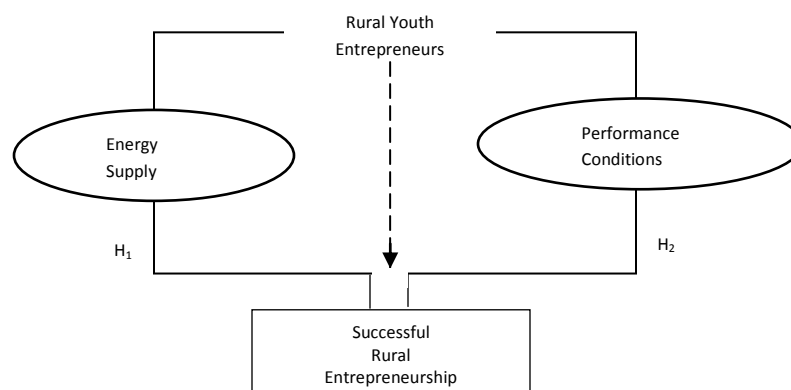 Rural Youth
Entrepreneurs
Energy
Supply
Performance
Conditions
H₁
H₂
Successful
Rural
Entrepreneurship